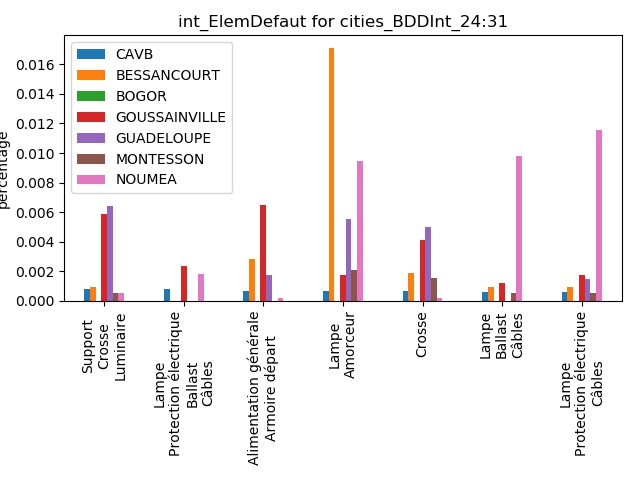 int_ElemDefaut for cities_BDDInt_24:31
CAVB
BESSANCOURT
BOGOR
GOUSSAINVILLE
GUADELOUPE
MONTESSON
NOUMEA
percentage
0.016
0.014
0.012
0.010
0.008
0.006
0.004
0.002
0.000
Support
Crosse
Luminaire
Lampe
Protection électrique
Ballast
Câbles
Alimentation générale
Armoire départ
Lampe
Amorceur
Crosse
Lampe
Ballast
Câbles
Lampe
Protection électrique
Câbles